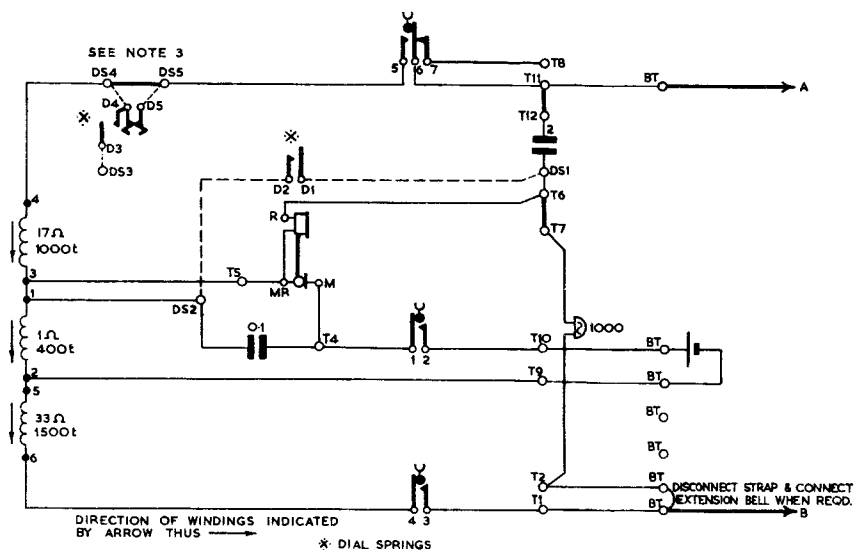 SEE NOTE 3
DS4 DS5
5 6 7 T8
T11 BT A
D4 D5
T12
D3
2
DS3
D2 D1 DS1
T6
R
T7
4
17Ω
1000t
3 T5 MR M
1
DS2
1000
0·1 T4 1 2 T10 BT
1Ω
400t
2 T9 BT
5
BT
33Ω
1500t
BT
6
T2 BT
DISCONNECT STRAP & CONNECT
EXTENSION BELL WHEN REQD.
4 3 T1 BT B
DIRECTION OF WINDINGS INDICATED
BY ARROW THUS →
※ DIAL SPRINGS